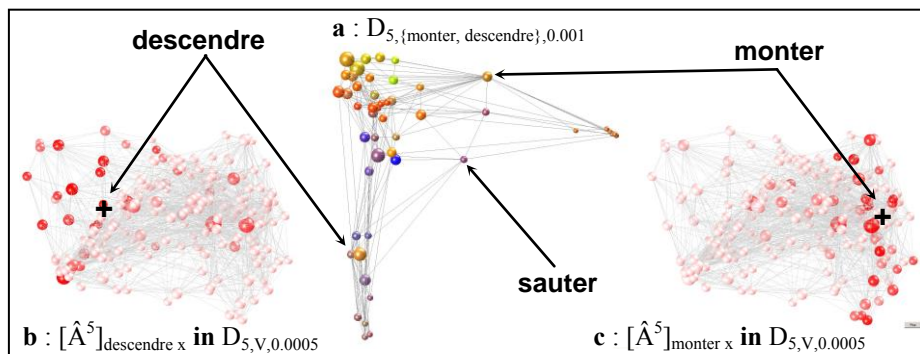 a : D5,{monter, descendre},0.001
descendre
monter
sauter
b : [Â⁵]descendre x in D5,V,0.0005
c : [Â⁵]monter x in D5,V,0.0005